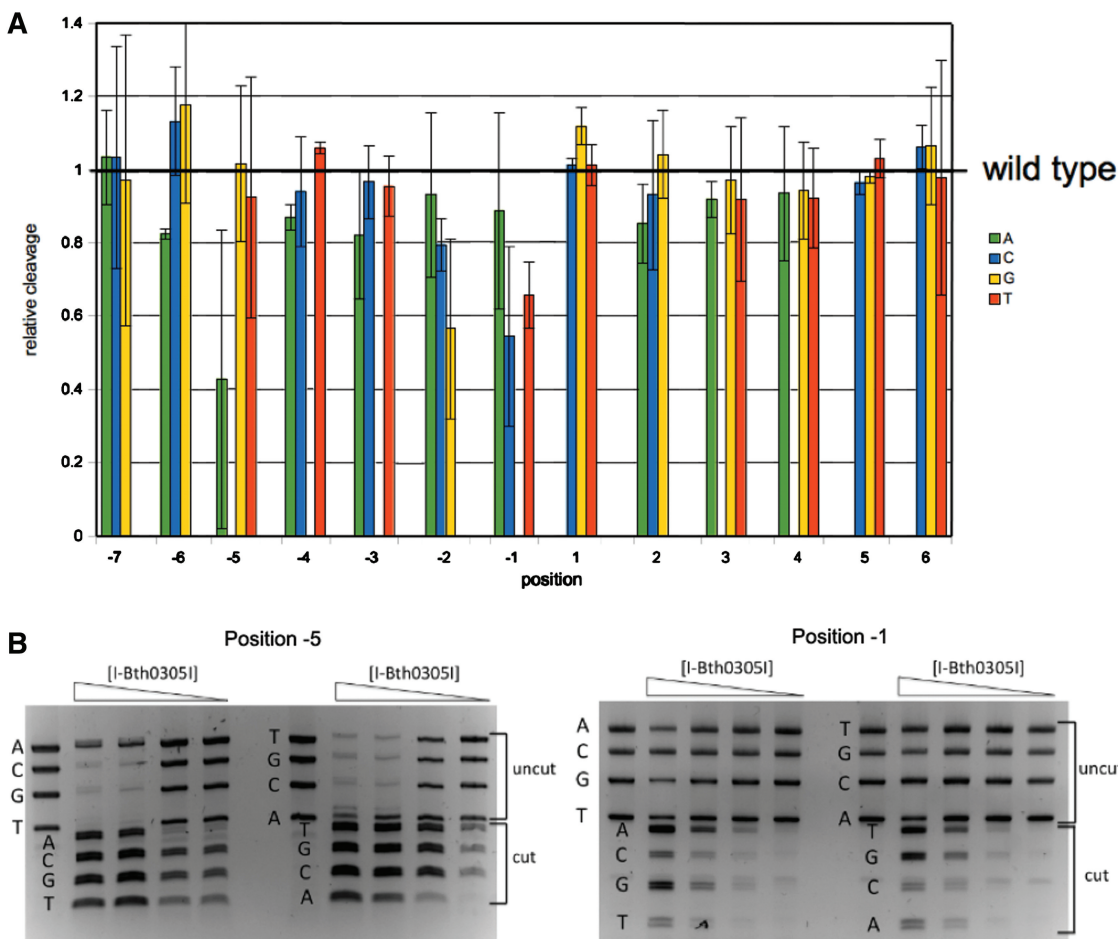 A
1.4
1.2
1
0.8
0.6
0.4
0.2
0
relative cleavage
wild type
A
C
G
T
-7 -6 -5 -4 -3 -2 -1 1 2 3 4 5 6
position
B
Position -5
[I-Bth0305I] [I-Bth0305I]
A
C
G
T
A
C
G
T
T
G
C
A
T
G
C
A
uncut
cut
Position -1
[I-Bth0305I] [I-Bth0305I]
A
C
G
T
A
C
G
T
T
G
C
A
T
G
C
A
uncu
cut